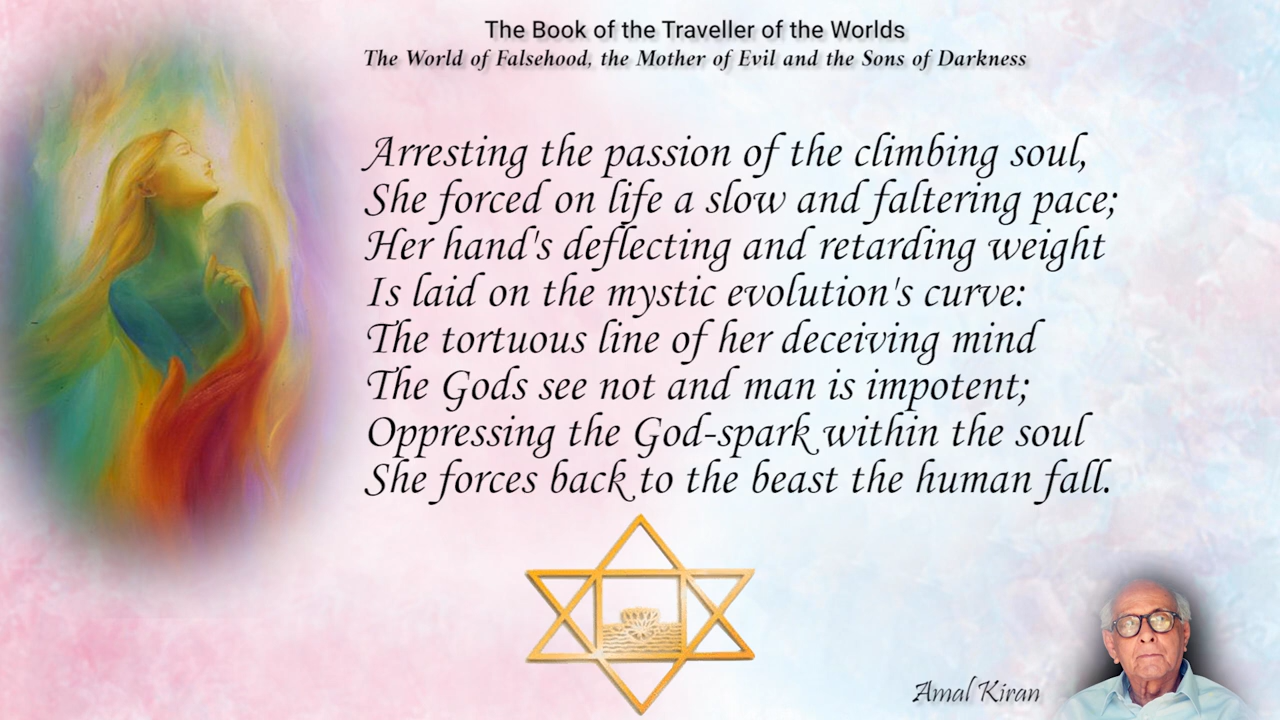 The Book of the Traveller of the Worlds
The World of Falsehood, the Mother of Evil and the Sons of Darkness
Arresting the passion of the climbing soul,
She forced on life a slow and faltering pace;
Her hand's deflecting and retarding weight
Is laid on the mystic evolution's curve:
The tortuous line of her deceiving mind
The Gods see not and man is impotent;
Oppressing the God-spark within the soul
She forces back to the beast the human fall.
Amal Kiran